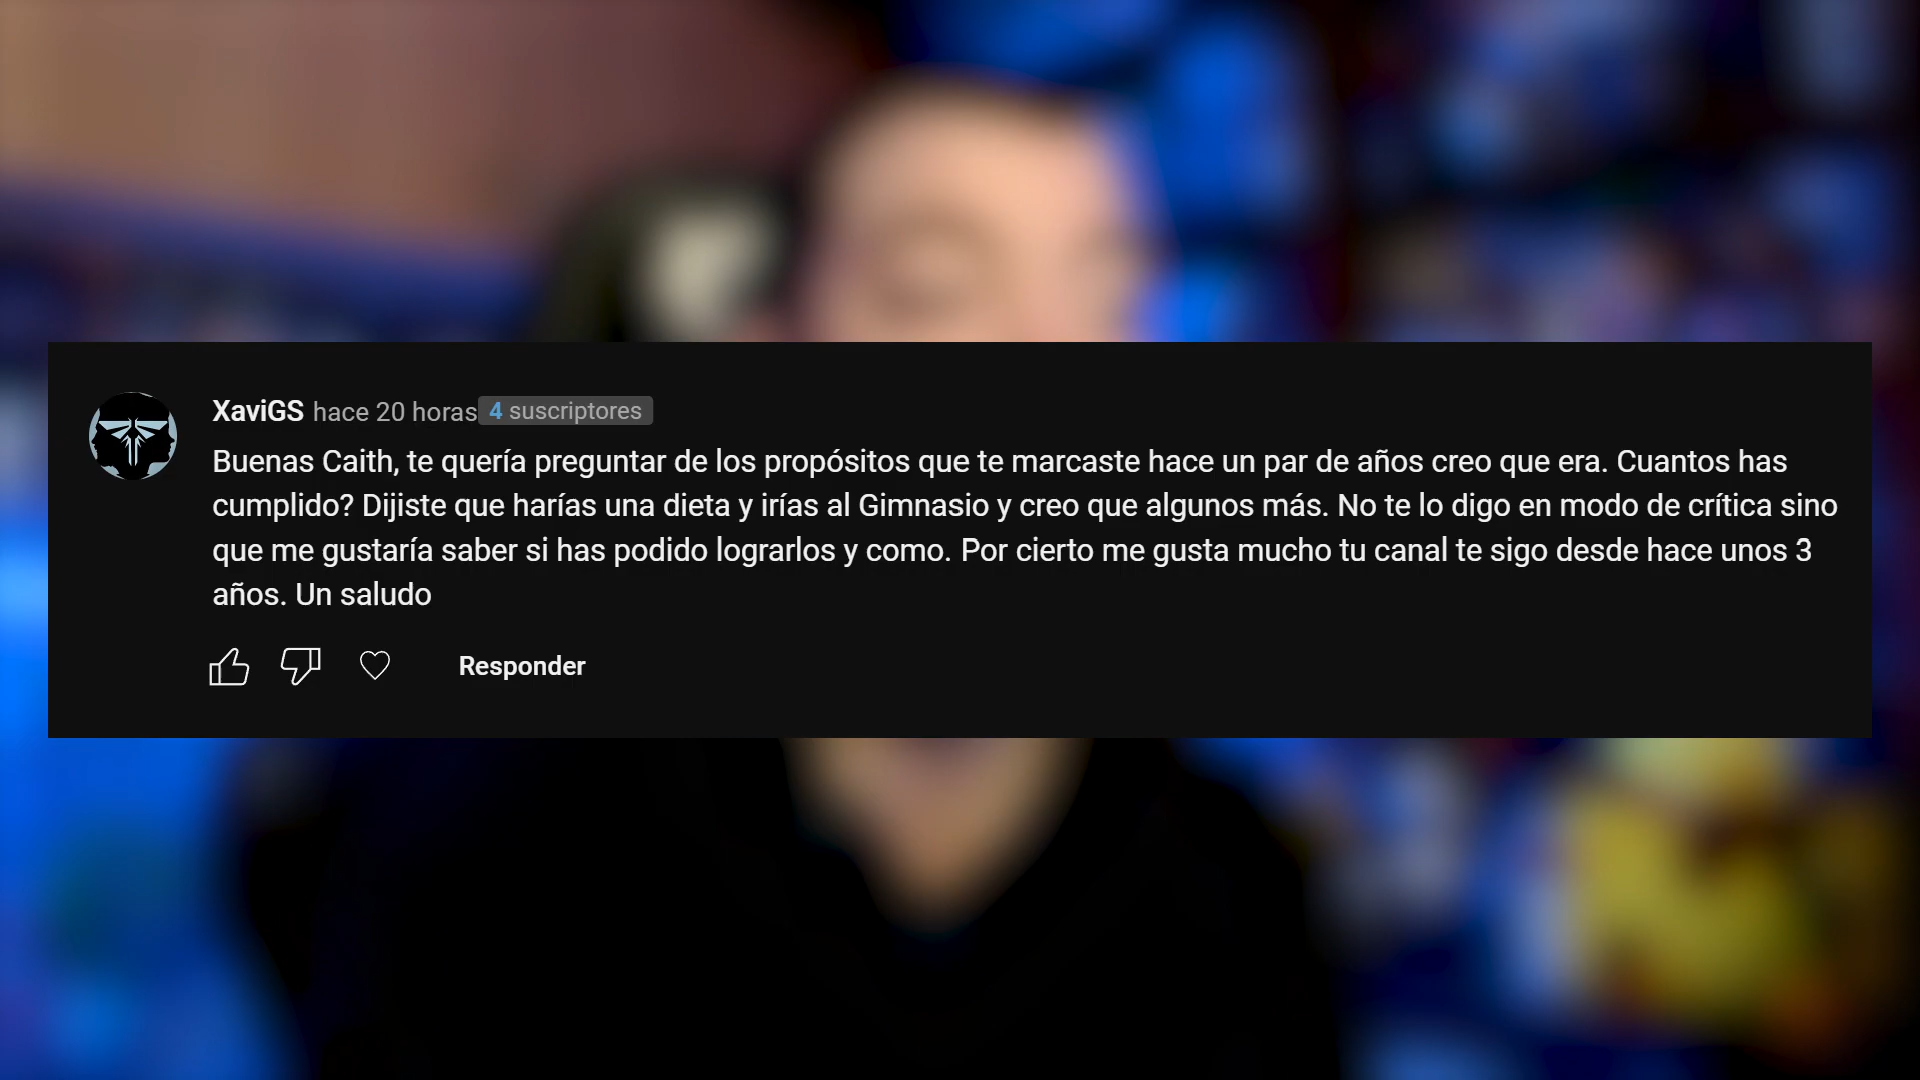 XaviGS hace 20 horas 4 suscriptores
Buenas Caith, te quería preguntar de los propósitos que te marcaste hace un par de años creo que era. Cuantos has
cumplido? Dijiste que harías una dieta y irías al Gimnasio y creo que algunos más. No te lo digo en modo de crítica sino
que me gustaría saber si has podido lograrlos y como. Por cierto me gusta mucho tu canal te sigo desde hace unos 3
años. Un saludo
Responder